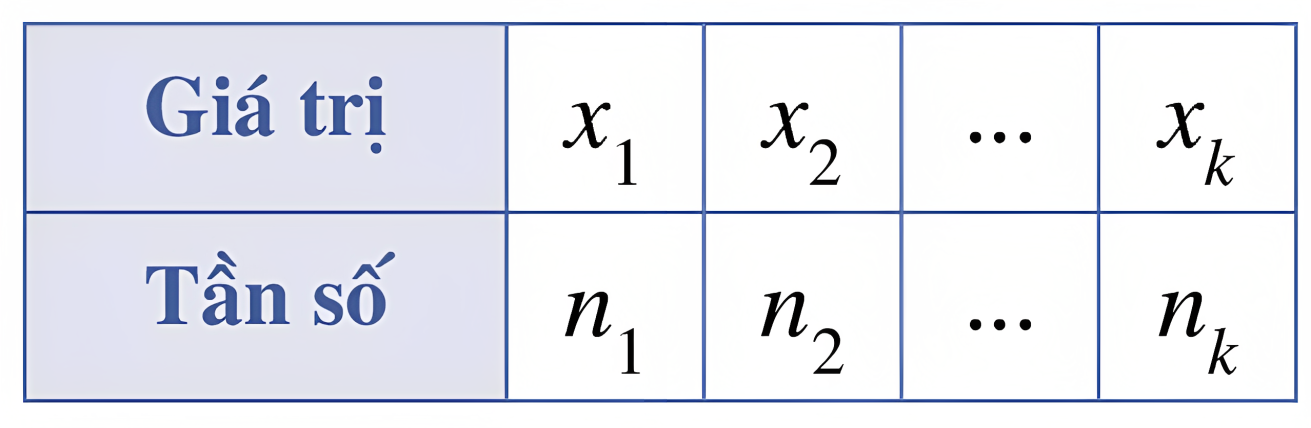 Giá trị x₁ x₂ ... xₖ
Tần số n₁ n₂ ... nₖ